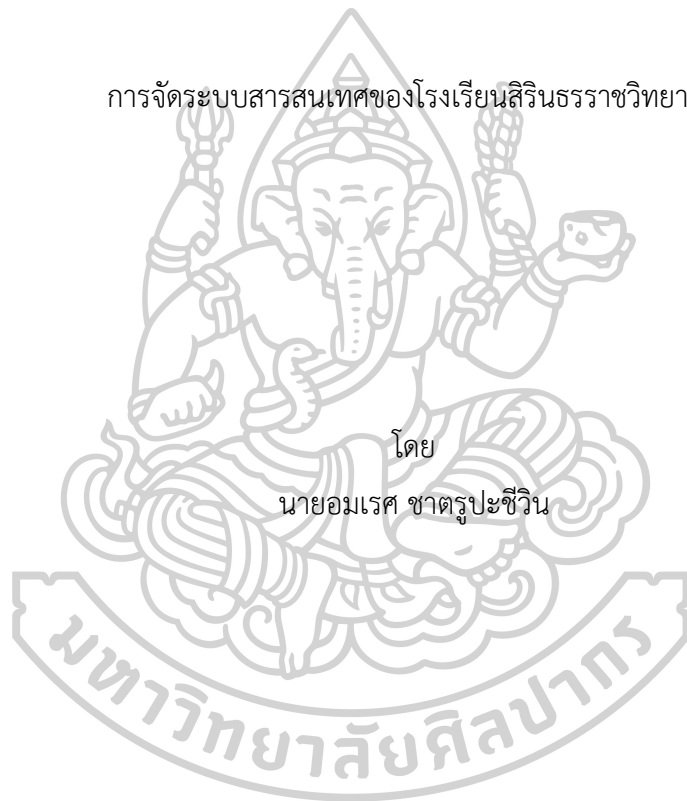 การจัดระบบสารสนเทศของโรงเรียนสิรินธรราชวิทยา
โดย
นายอมเรศ ชาตรูปะชีวิน
มหาวิทยาลัยศิลปากร